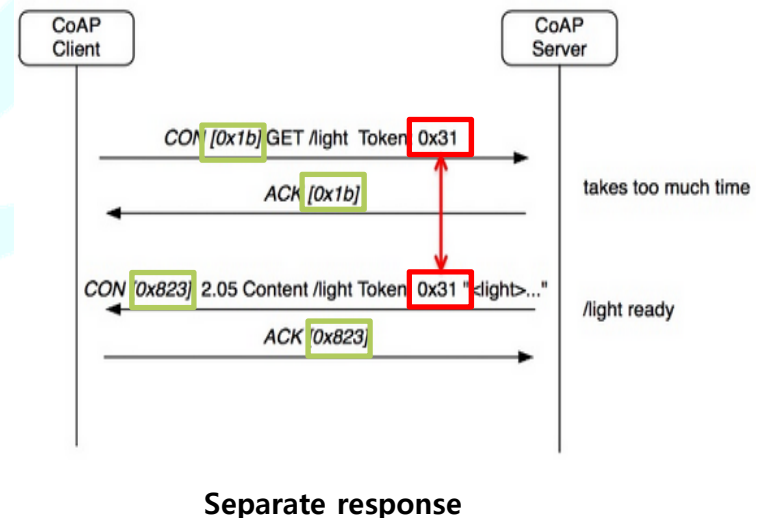 CoAP
Client
CoAP
Server
CON [0x1b] GET /light Token 0x31
takes too much time
ACK [0x1b]
CON [0x823] 2.05 Content /light Token 0x31 "<light>..."
/light ready
ACK [0x823]
Separate response